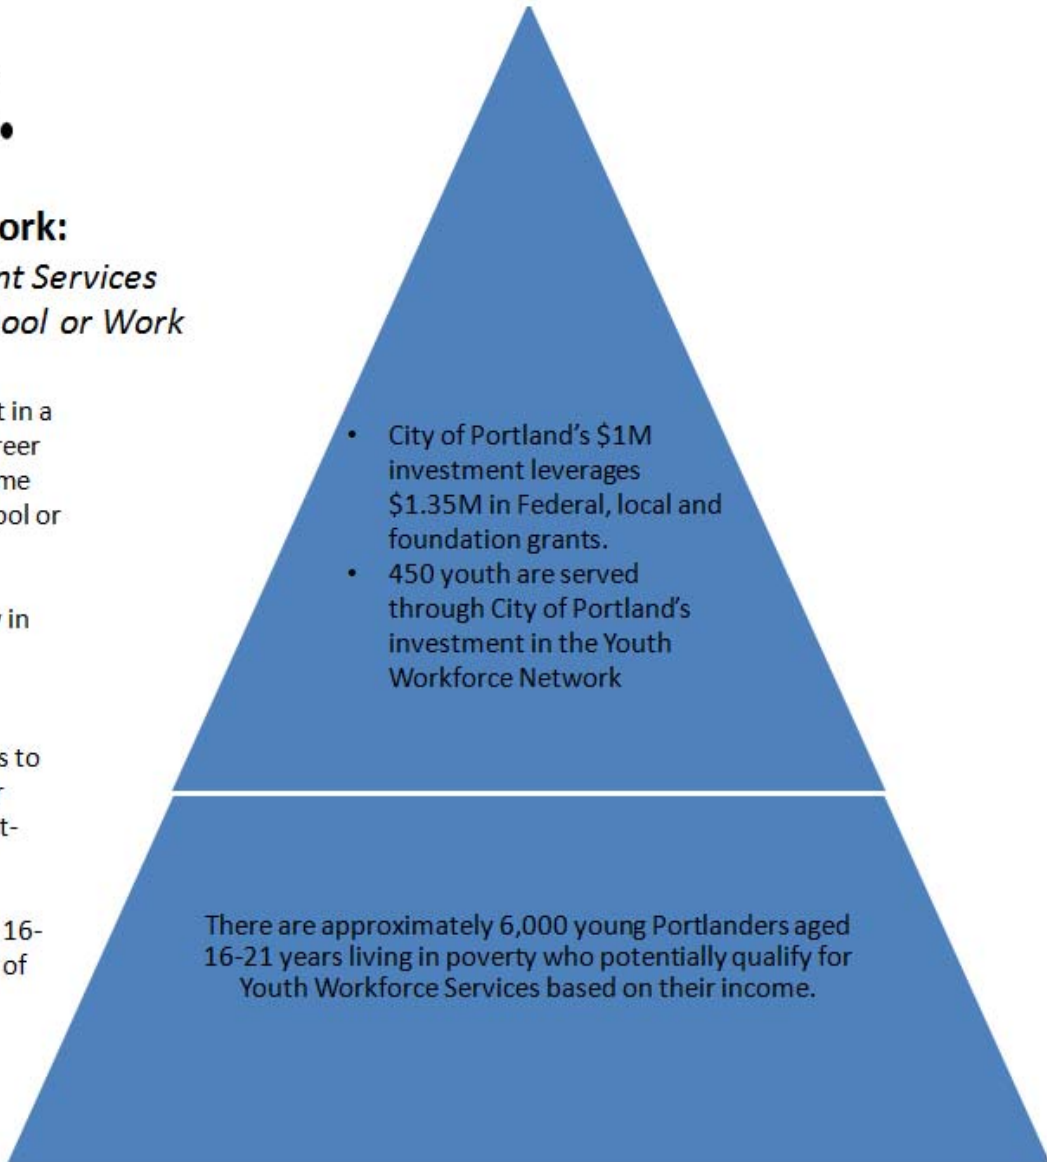 ork:
nt Services
ool or Work
t in a
reer
me
ool or
in
s to
r
t-
16-
of
• City of Portland’s $1M
investment leverages
$1.35M in Federal, local and
foundation grants.
• 450 youth are served
through City of Portland’s
investment in the Youth
Workforce Network
There are approximately 6,000 young Portlanders aged
16-21 years living in poverty who potentially qualify for
Youth Workforce Services based on their income.